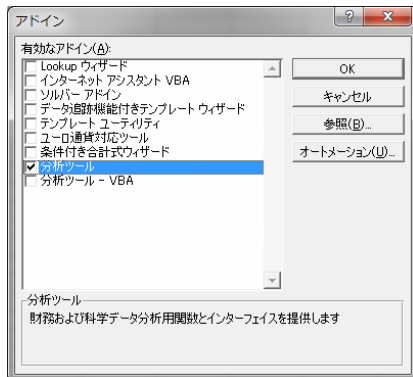 アドイン
有効なアドイン(A):
Lookup ウィザード
インターネット アシスタント VBA
ソルバー アドイン
データ追跡機能付きテンプレート ウィザード
テンプレート ユーティリティ
ユーロ通貨対応ツール
条件付き合計式ウィザード
分析ツール
分析ツール - VBA
OK
キャンセル
参照(B)...
オートメーション(U)...
分析ツール
財務および科学データ分析用関数とインターフェイスを提供します